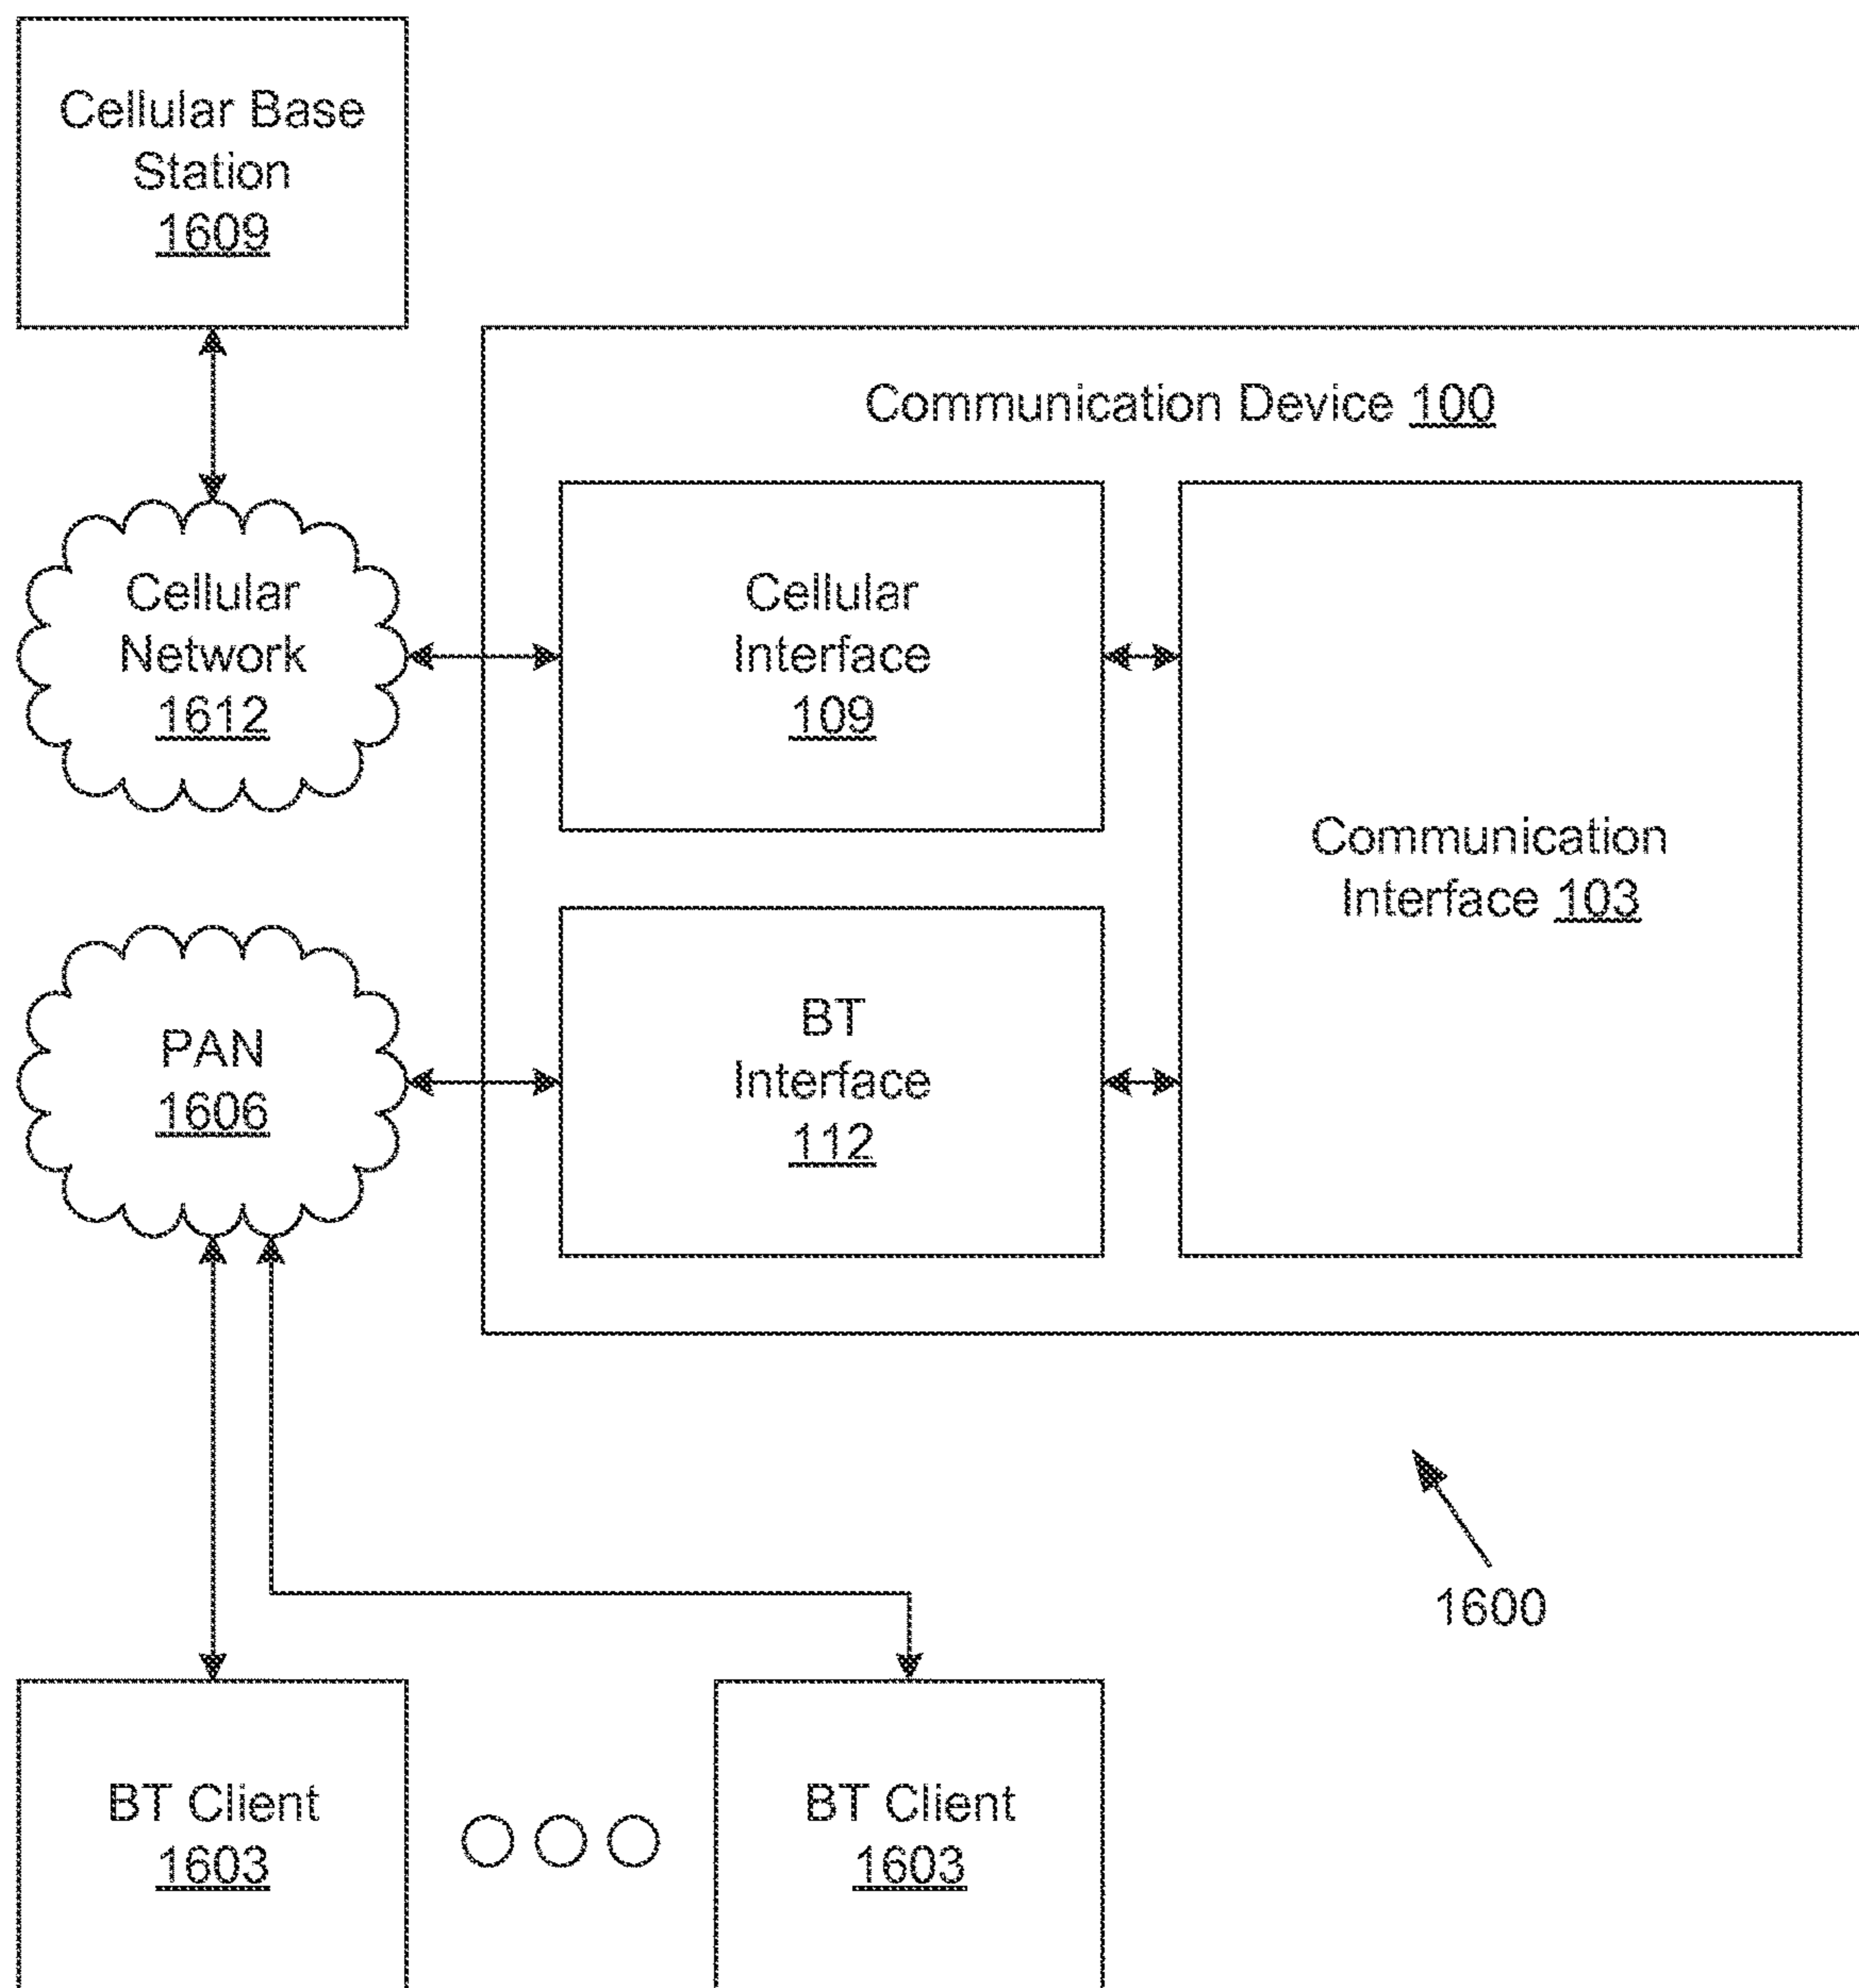 Cellular Base
Station
1609
Communication Device 100
Cellular
Network
1612
Cellular
Interface
109
Communication
Interface 103
PAN
1606
BT
Interface
112
1600
BT Client
1603
BT Client
1603